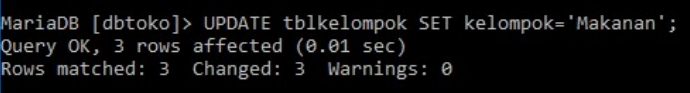 MariaDB [dbtoko]> UPDATE tblkelompok SET kelompok='Makanan';
Query OK, 3 rows affected (0.01 sec)
Rows matched: 3  Changed: 3  Warnings: 0